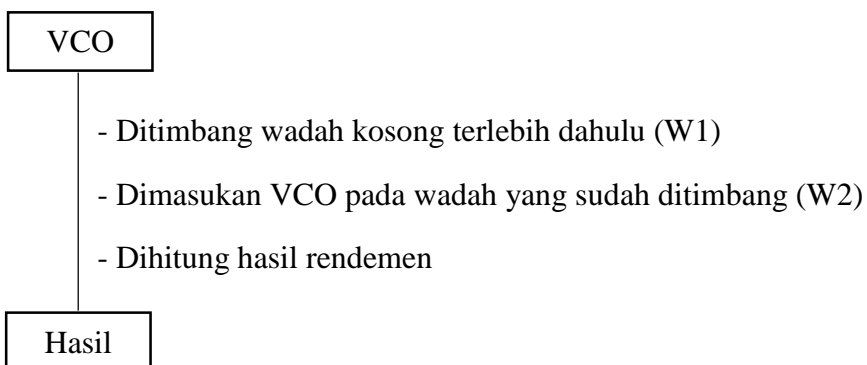 VCO
- Ditimbang wadah kosong terlebih dahulu (W1)
- Dimasukan VCO pada wadah yang sudah ditimbang (W2)
- Dihitung hasil rendemen
Hasil